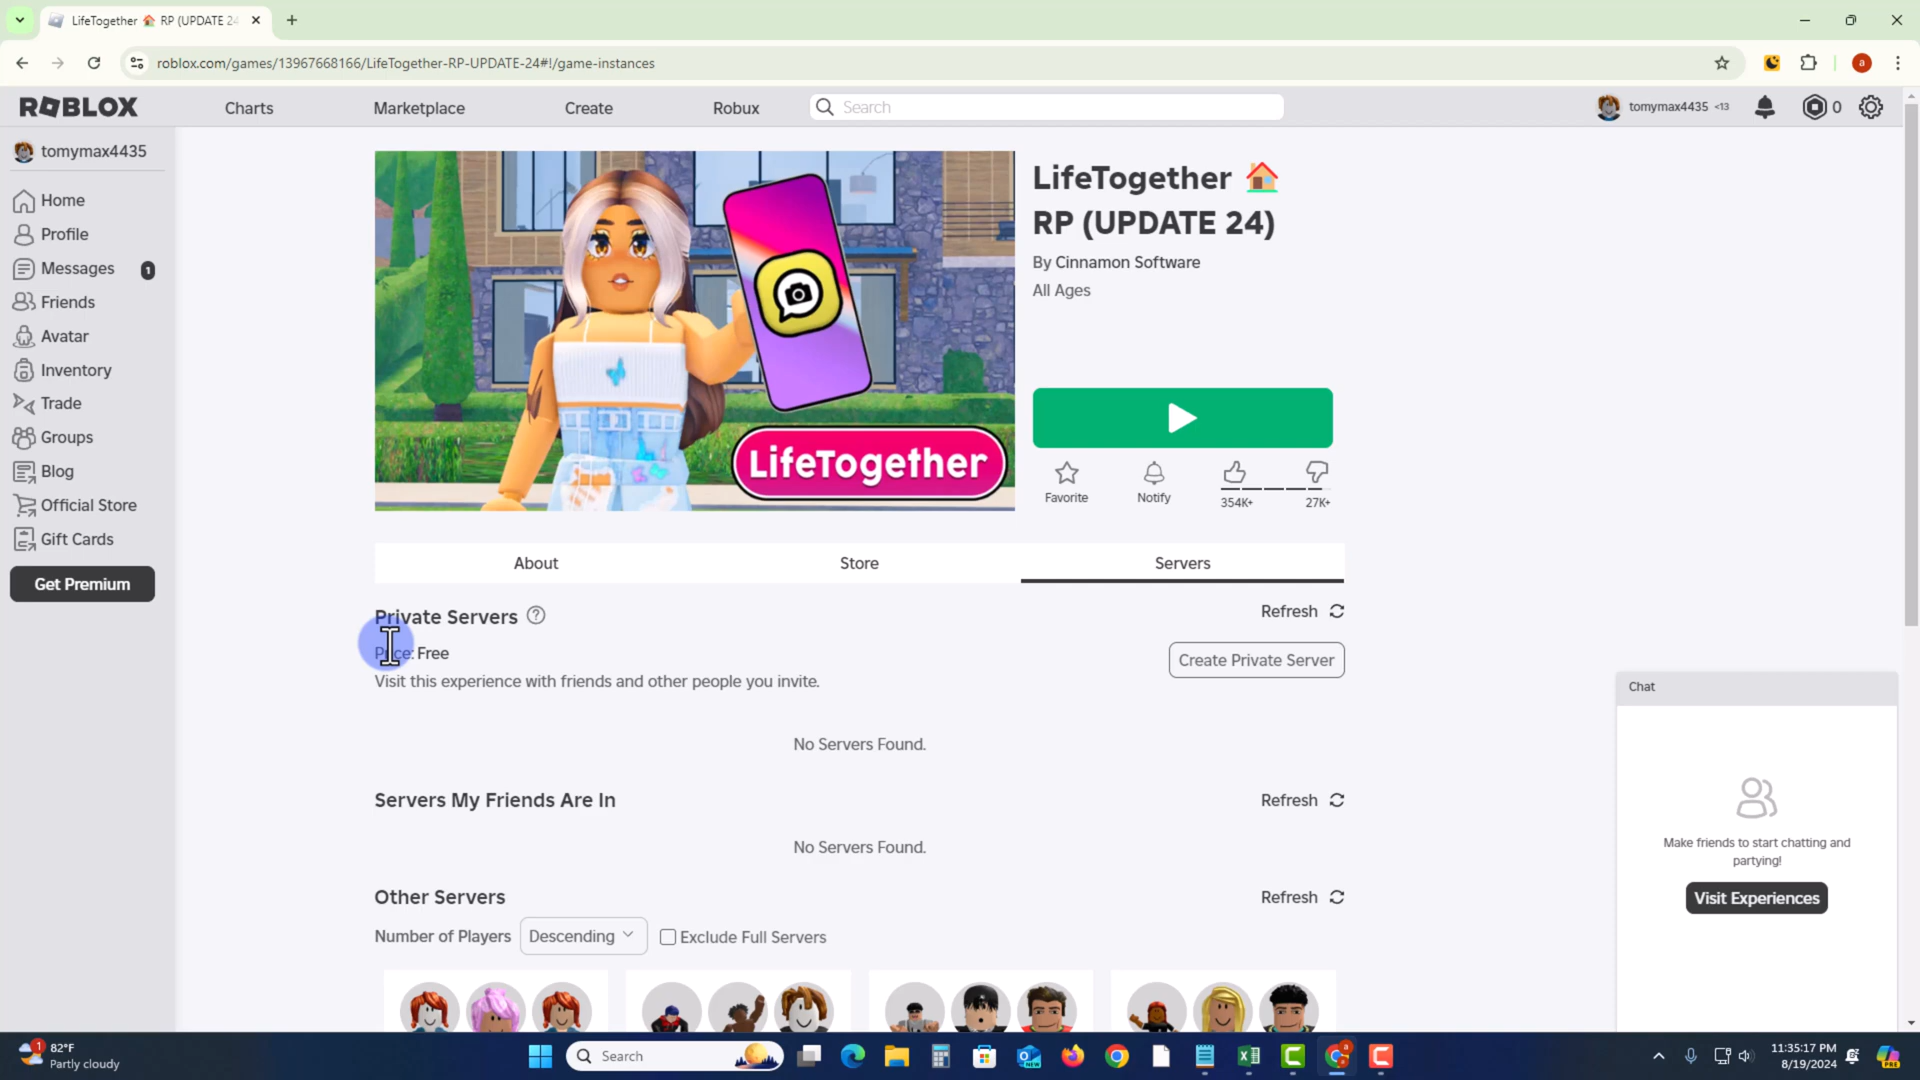 LifeTogether 🏠 RP (UPDATE 24
roblox.com/games/13967668166/LifeTogether-RP-UPDATE-24#!/game-instances
a
ROBLOX
Charts
Marketplace
Create
Robux
Search
tomymax4435 <13
0
tomymax4435
Home
Profile
Messages 1
Friends
Avatar
Inventory
Trade
Groups
Blog
Official Store
Gift Cards
Get Premium
LifeTogether
LifeTogether 🏠
RP (UPDATE 24)
By Cinnamon Software
All Ages
Favorite
Notify
354K+
27K+
About
Store
Servers
Private Servers ?
Refresh
Price: Free
Create Private Server
Visit this experience with friends and other people you invite.
No Servers Found.
Servers My Friends Are In
Refresh
No Servers Found.
Other Servers
Refresh
Number of Players Descending Exclude Full Servers
Chat
Make friends to start chatting and
partying!
Visit Experiences
1
82°F
Partly cloudy
Search
11:35:17 PM
8/19/2024